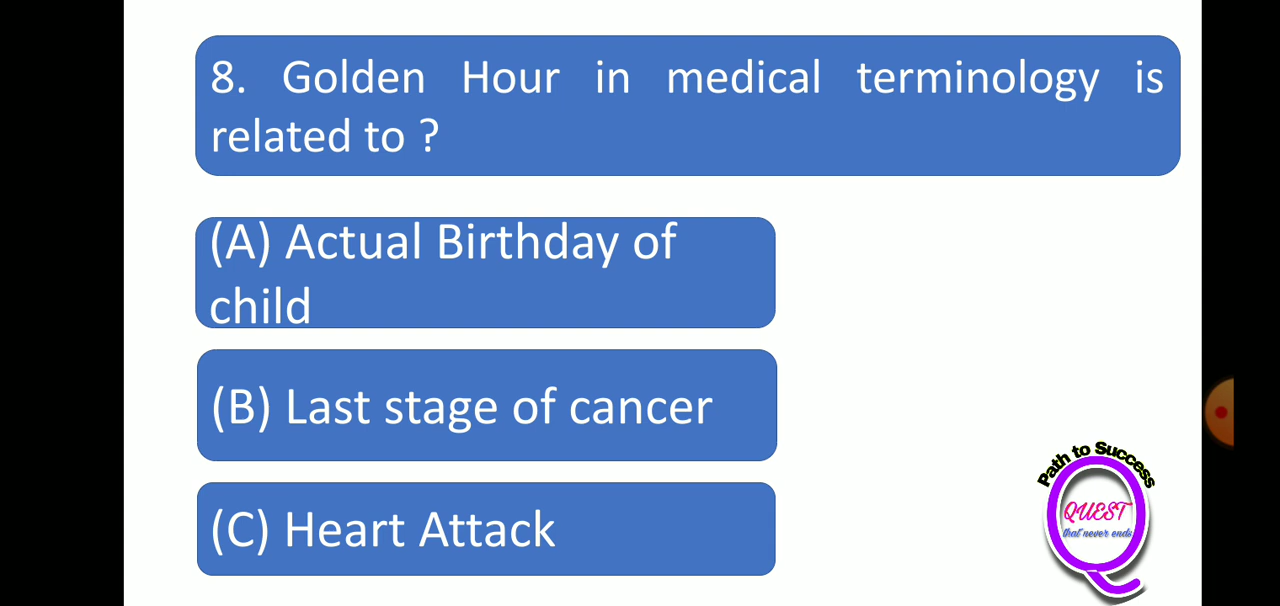 8. Golden Hour in medical terminology is
related to ?
(A) Actual Birthday of
child
(B) Last stage of cancer
(C) Heart Attack
Path to Success
QUEST
that never ends